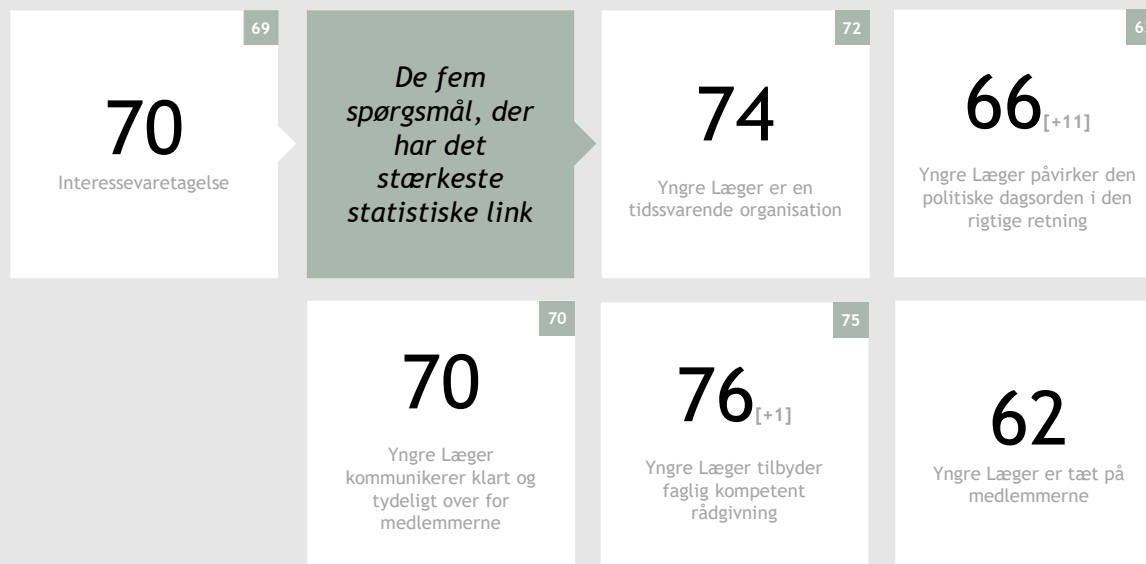 69
70
Interessevaretagelse
De fem
spørgsmål, der
har det
stærkeste
statistiske link
72
74
Yngre Læger er en
tidssvarende organisation
66[+11]
Yngre Læger påvirker den
politiske dagsorden i den
rigtige retning
70
70
Yngre Læger
kommunikerer klart og
tydeligt over for
medlemmerne
75
76[+1]
Yngre Læger tilbyder
faglig kompetent
rådgivning
62
Yngre Læger er tæt på
medlemmerne